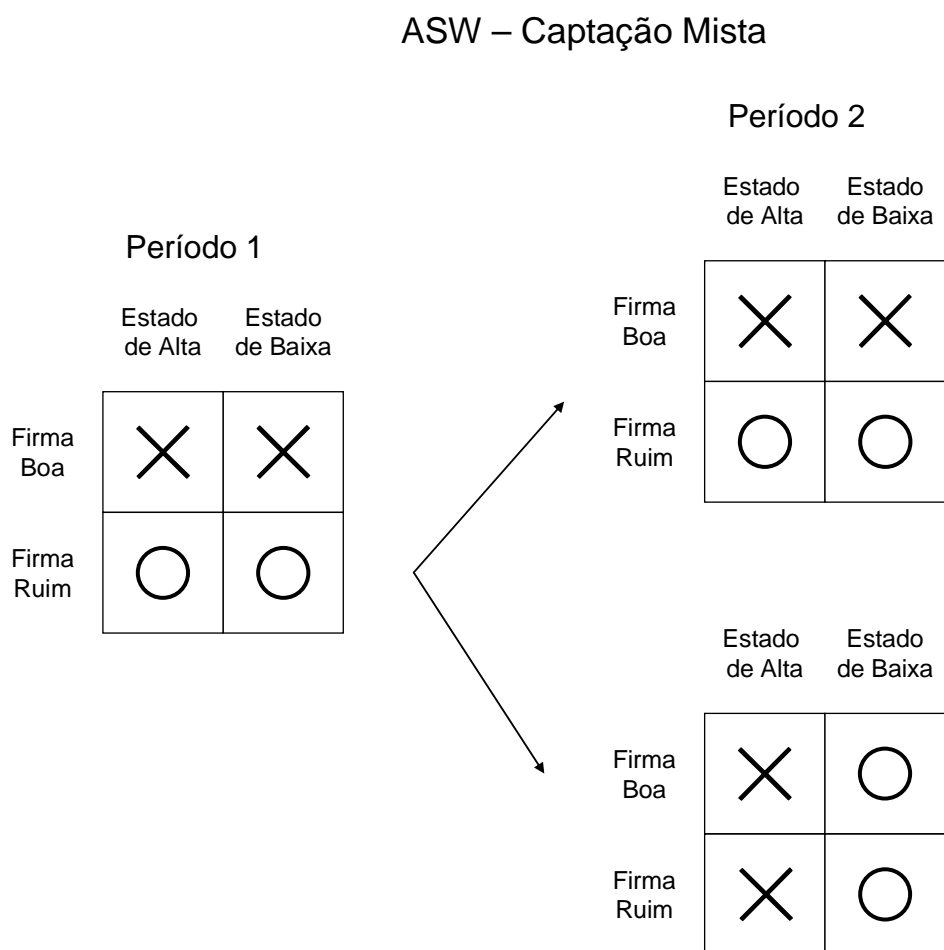 ASW – Captação Mista
Período 2
Estado
de Alta
Estado
de Baixa
Período 1
Estado
de Alta
Estado
de Baixa
Firma
Boa
Firma
Ruim
Firma
Boa
Firma
Ruim
Estado
de Alta
Estado
de Baixa
Firma
Boa
Firma
Ruim